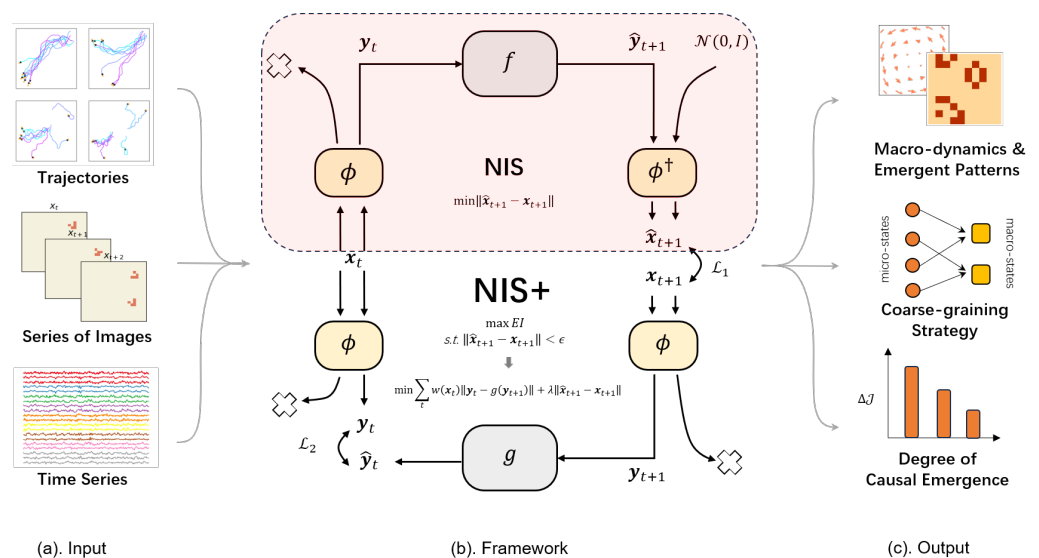 Trajectories
x_t
x_{t+1}
x_{t+2}
Series of Images
Time Series
(a). Input
y_t
f
ŷ_{t+1}
𝒩(0, I)
ϕ
NIS
ϕ†
min‖x̂_{t+1} − x_{t+1}‖
x̂_{t+1}
x_t
ℒ_1
x_{t+1}
NIS+
max EI
s.t. ‖x̂_{t+1} − x_{t+1}‖ < ϵ
ϕ
ϕ
min∑_t w(x_t)‖y_t − g(y_{t+1})‖ + λ‖x̂_{t+1} − x_{t+1}‖
y_t
ℒ_2
ŷ_t
g
y_{t+1}
(b). Framework
Macro-dynamics &
Emergent Patterns
micro-states
macro-states
Coarse-graining
Strategy
Δ𝒥
Degree of
Causal Emergence
(c). Output